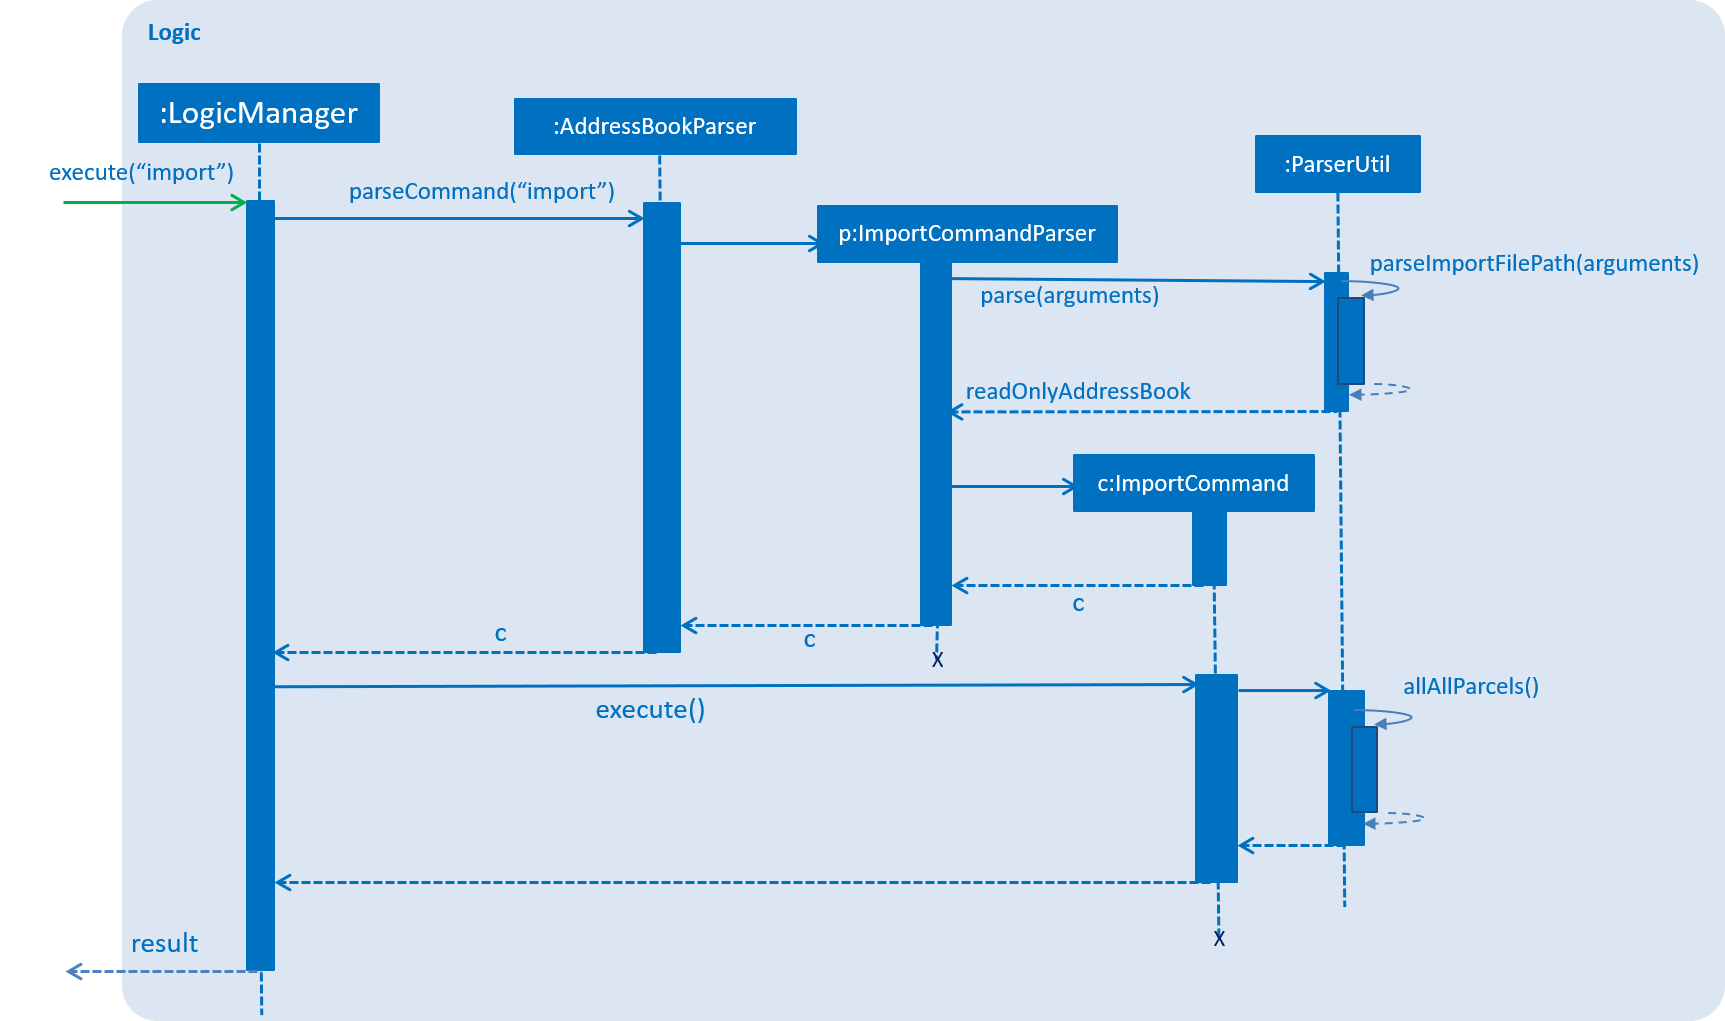 Logic
:LogicManager
:AddressBookParser
:ParserUtil
execute(“import”)
parseCommand(“import”)
p:ImportCommandParser
parseImportFilePath(arguments)
parse(arguments)
readOnlyAddressBook
c:ImportCommand
c
c
c
X
execute()
allAllParcels()
X
result